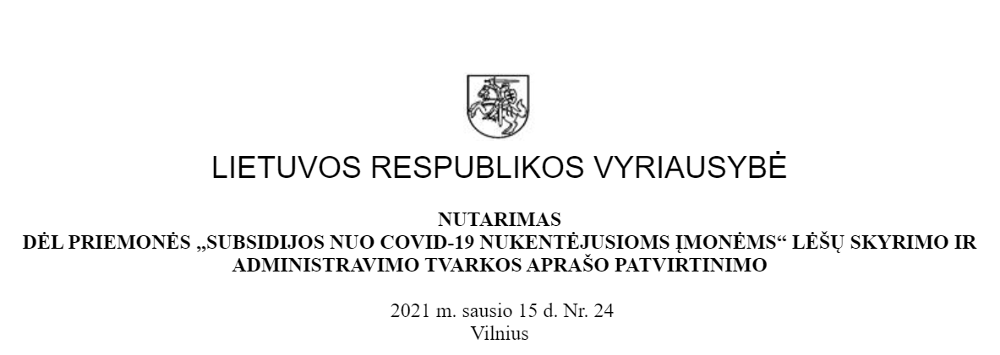 LIETUVOS RESPUBLIKOS VYRIAUSYBĖ
NUTARIMAS
DĖL PRIEMONĖS „SUBSIDIJOS NUO COVID-19 NUKENTĖJUSIOMS ĮMONĖMS“ LĖŠŲ SKYRIMO IR
ADMINISTRAVIMO TVARKOS APRAŠO PATVIRTINIMO
2021 m. sausio 15 d. Nr. 24
Vilnius